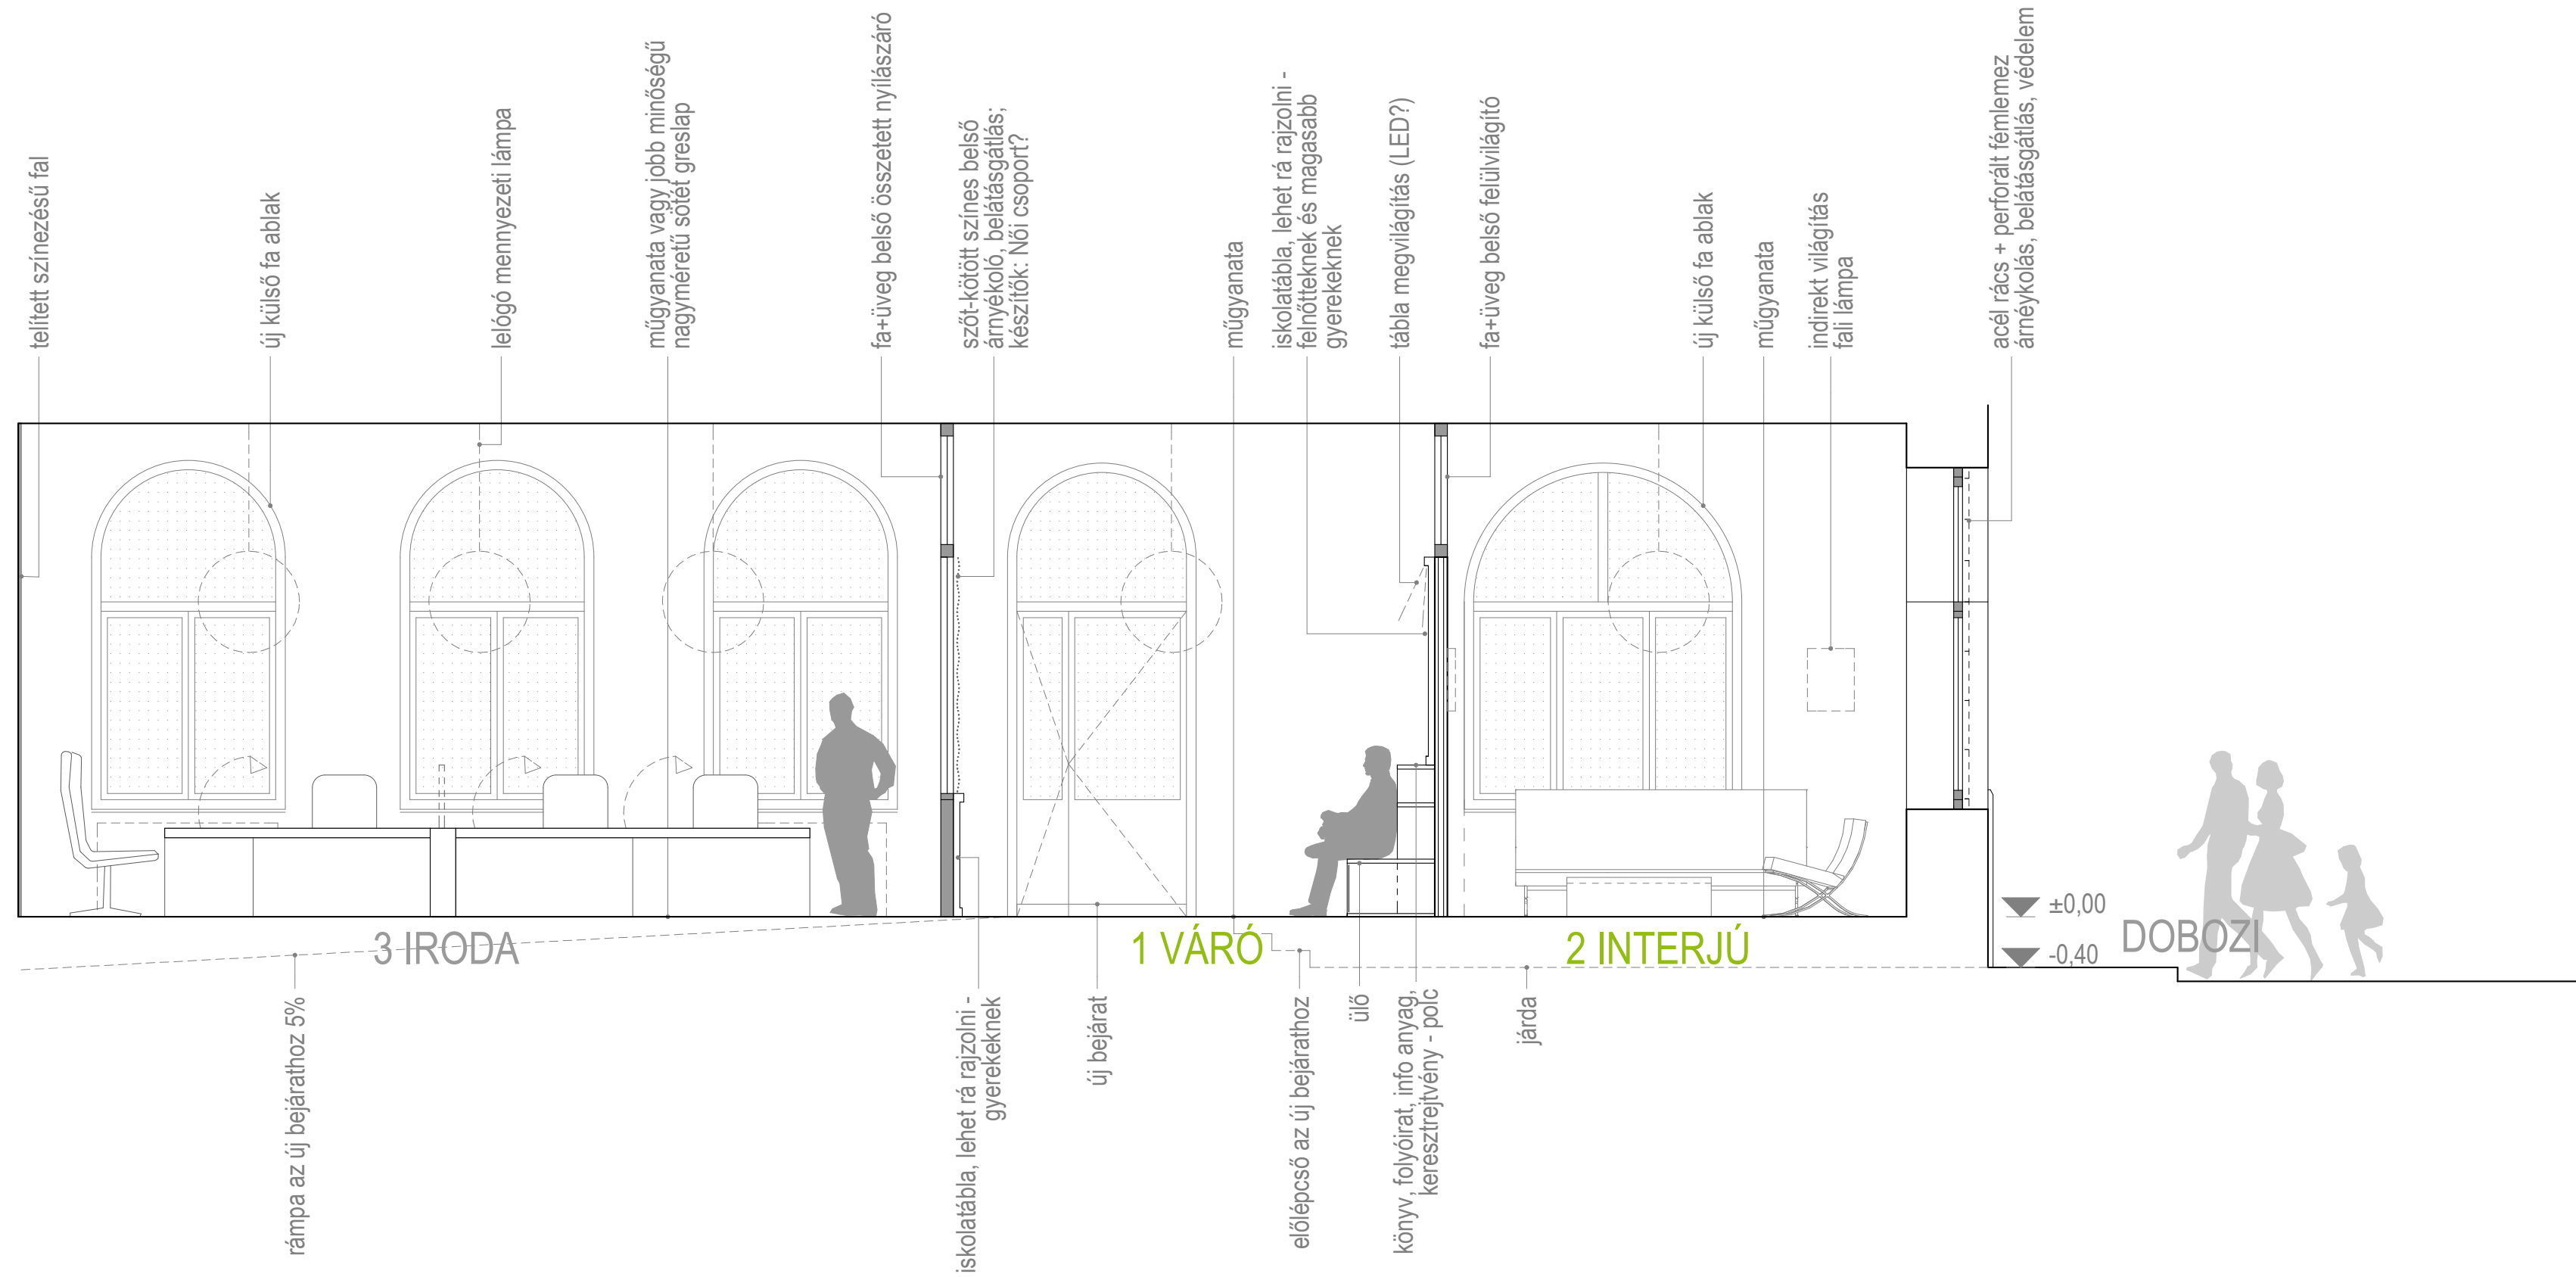 telített színezésű fal
új külső fa ablak
lelógó mennyezeti lámpa
műgyanata vagy jobb minőségű
nagyméretű sötét greslap
fa+üveg belső összetett nyílászáró
szőt-kötött színes belső
árnyékoló, belátásgátlás;
készítők: Női csoport?
műgyanata
iskolatábla, lehet rá rajzolni -
felnőtteknek és magasabb
gyerekeknek
tábla megvilágítás (LED?)
fa+üveg belső felülvilágító
új külső fa ablak
műgyanata
indirekt világítás
fali lámpa
acél rács + perforált fémlemez
árnéykolás, belátásgátlás, védelem
±0,00
-0,40
3 IRODA
1 VÁRÓ
2 INTERJÚ
DOBOZI
rámpa az új bejárathoz 5%
iskolatábla, lehet rá rajzolni -
gyerekeknek
új bejárat
előlépcső az új bejárathoz
ülő
könyv, folyóirat, info anyag,
keresztrejtvény - polc
járda